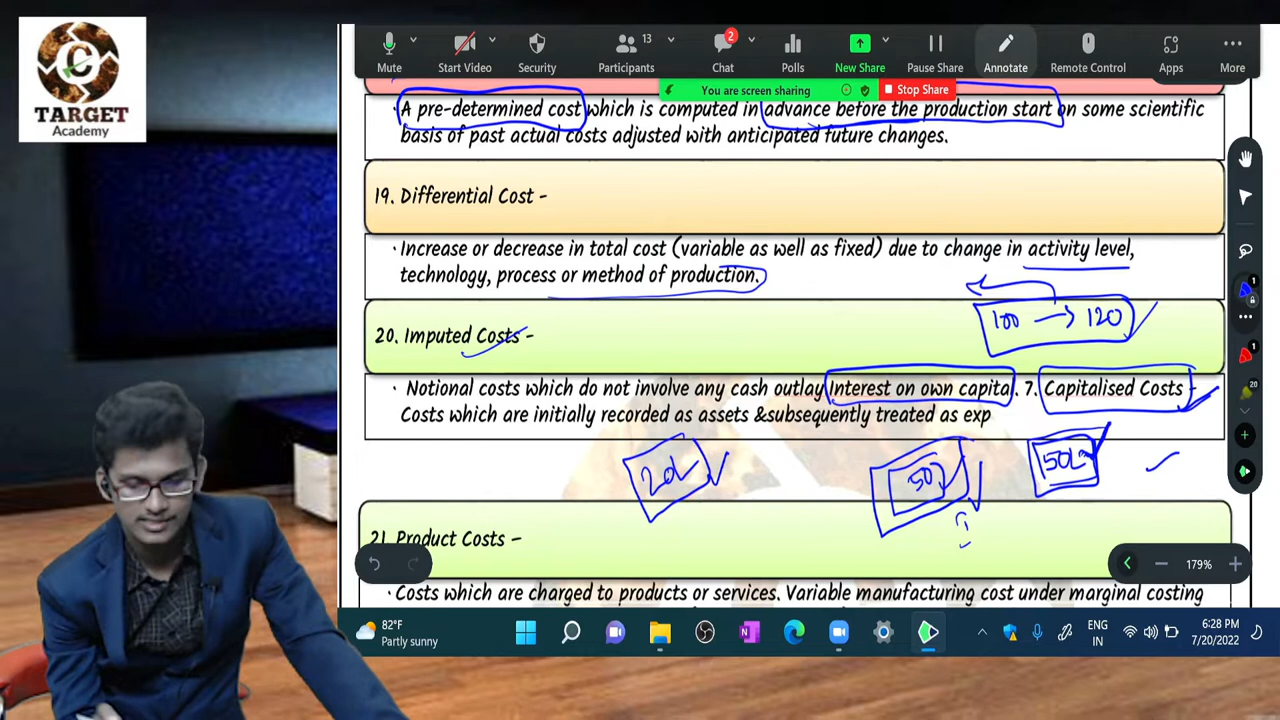 C
TARGET
Academy
Mute
Start Video
Security
13
Participants
2
Chat
Polls
New Share
Pause Share
Annotate
Remote Control
Apps
More
You are screen sharing
Stop Share
· A pre-determined cost which is computed in advance before the production start on some scientific
basis of past actual costs adjusted with anticipated future changes.
19. Differential Cost -
· Increase or decrease in total cost (variable as well as fixed) due to change in activity level,
technology, process or method of production.
100 → 120
20. Imputed Costs -
· Notional costs which do not involve any cash outlay Interest on own capital. 7. Capitalised Costs -
Costs which are initially recorded as assets &subsequently treated as exp
20L
50L
50L
?
21. Product Costs -
· Costs which are charged to products or services. Variable manufacturing cost under marginal costing
1
1
20
179%
82°F
Partly sunny
ENG
IN
6:28 PM
7/20/2022